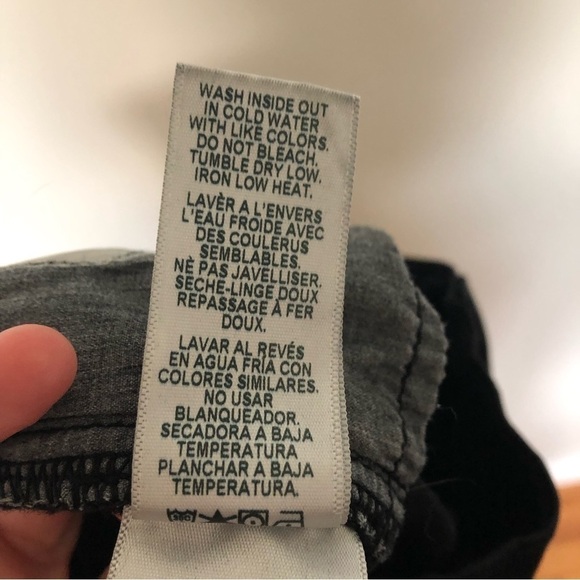 WASH INSIDE OUT
IN COLD WATER
WITH LIKE COLORS.
DO NOT BLEACH.
TUMBLE DRY LOW.
IRON LOW HEAT.
LAVÈR A L'ENVERS
L'EAU FROIDE AVEC
DES COULERUS
SEMBLABLES.
NÈ PAS JAVELLISER.
SECHE-LINGE DOUX
REPASSAGE À FER
DOUX.
LAVAR AL REVÉS
EN AGUA FRÍA CON
COLORES SIMILARES.
NO USAR
BLANQUEADOR.
SECADORA A BAJA
TEMPERATURA
PLANCHAR A BAJA
TEMPERATURA.